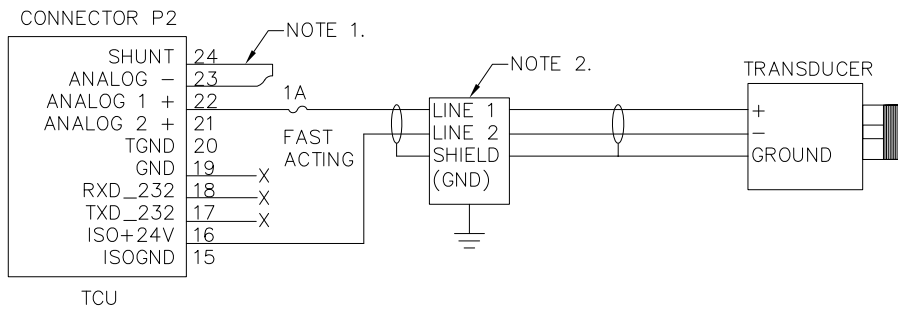 CONNECTOR P2
NOTE 1.
SHUNT 24
ANALOG – 23
ANALOG 1 + 22
ANALOG 2 + 21
TGND 20
GND 19 X
RXD_232 18 X
TXD_232 17 X
ISO+24V 16
ISOGND 15
TCU
1A
FAST
ACTING
NOTE 2.
LINE 1
LINE 2
SHIELD
(GND)
TRANSDUCER
+
–
GROUND